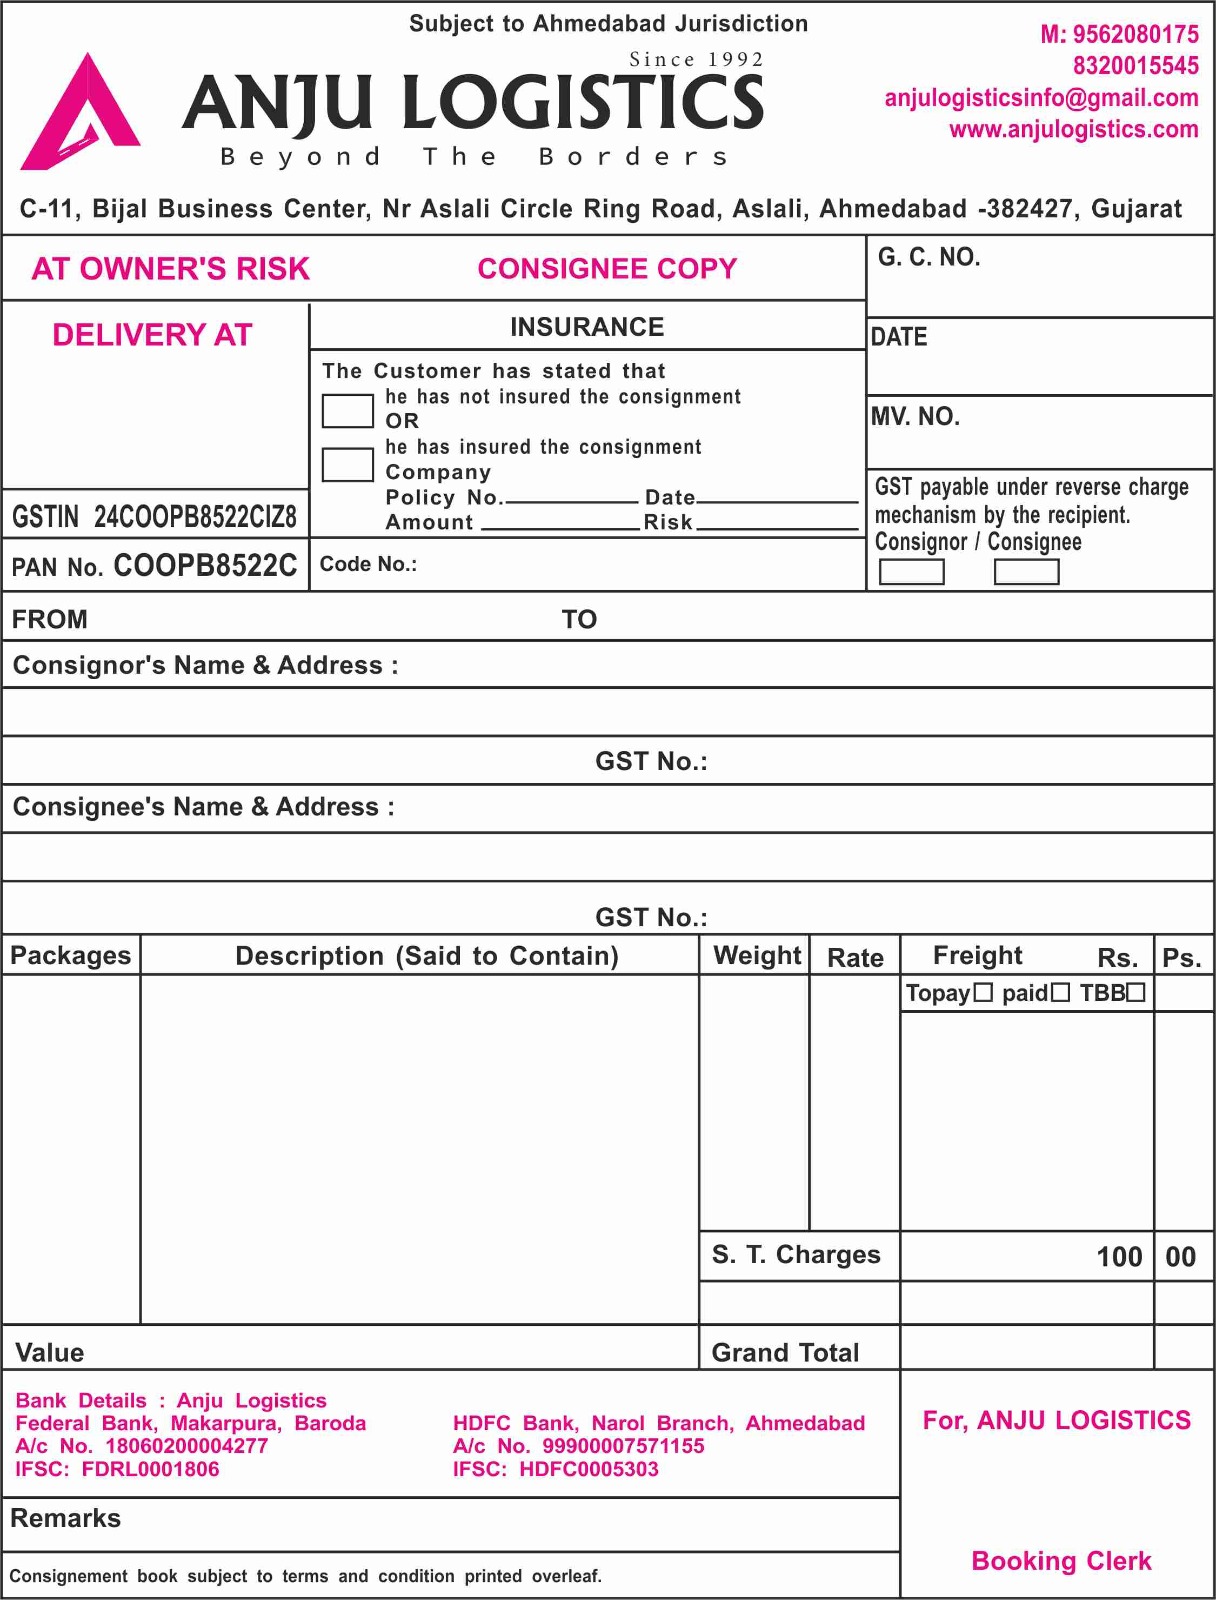 Subject to Ahmedabad Jurisdiction
M: 9562080175
8320015545
anjulogisticsinfo@gmail.com
www.anjulogistics.com
Since 1992
ANJU LOGISTICS
Beyond The Borders
C-11, Bijal Business Center, Nr Aslali Circle Ring Road, Aslali, Ahmedabad -382427, Gujarat
AT OWNER'S RISK
CONSIGNEE COPY
G. C. NO.
DELIVERY AT
INSURANCE
DATE
The Customer has stated that
he has not insured the consignment
OR
he has insured the consignment
Company
Policy No. Date
Amount Risk
MV. NO.
GST payable under reverse charge
mechanism by the recipient.
Consignor / Consignee
GSTIN 24COOPB8522CIZ8
PAN No. COOPB8522C
Code No.:
FROM TO
Consignor's Name & Address :
GST No.:
Consignee's Name & Address :
GST No.:
Packages Description (Said to Contain) Weight Rate Freight Rs. Ps.
Topay paid TBB
S. T. Charges 100 00
Value Grand Total
Bank Details : Anju Logistics
Federal Bank, Makarpura, Baroda
A/c No. 18060200004277
IFSC: FDRL0001806
HDFC Bank, Narol Branch, Ahmedabad
A/c No. 99900007571155
IFSC: HDFC0005303
For, ANJU LOGISTICS
Remarks
Booking Clerk
Consignement book subject to terms and condition printed overleaf.